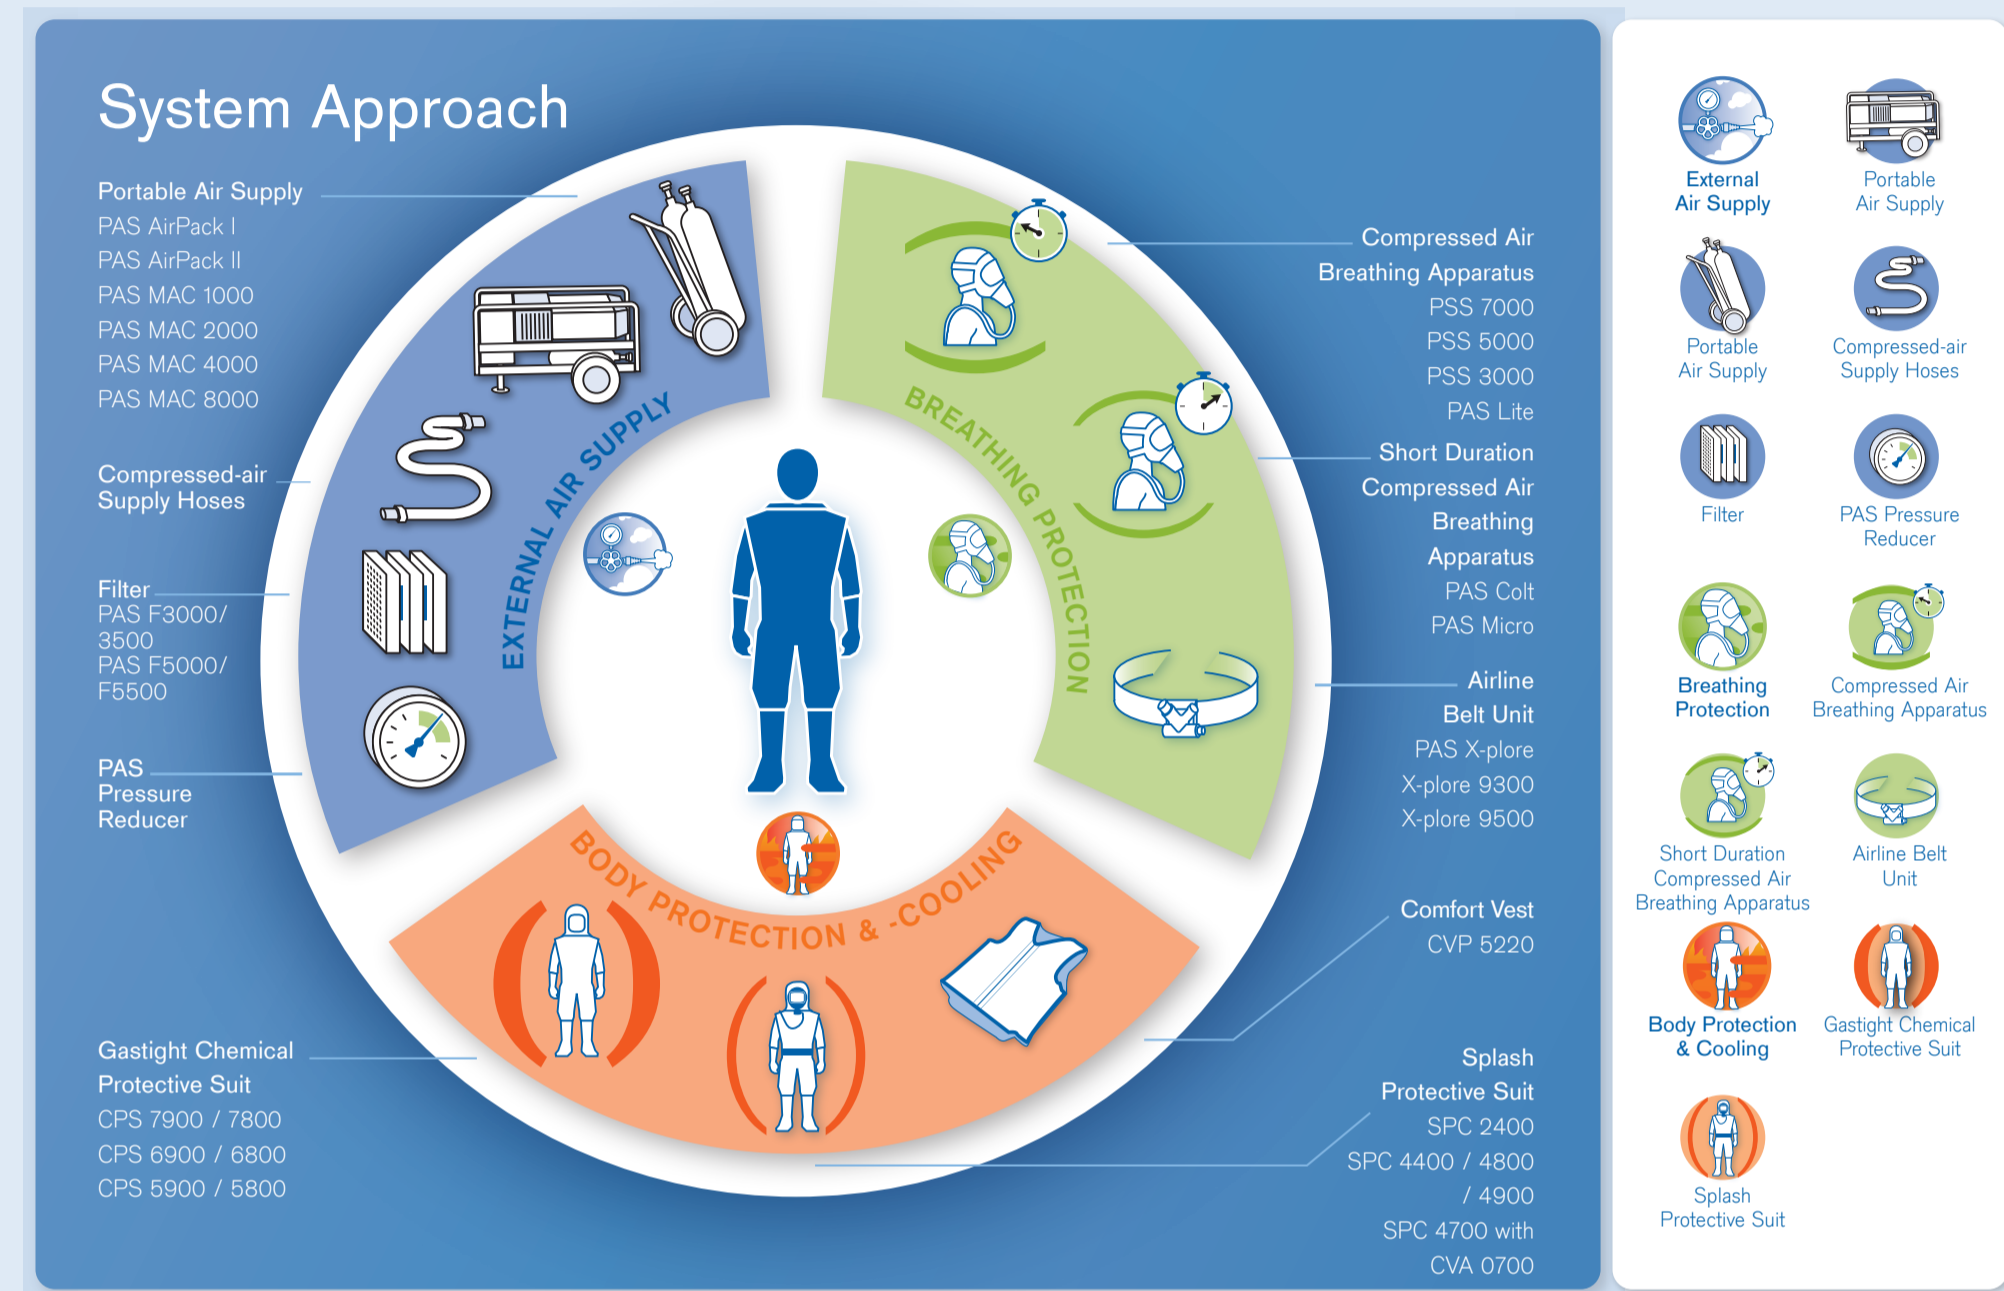 System Approach
Portable Air Supply
PAS AirPack I
PAS AirPack II
PAS MAC 1000
PAS MAC 2000
PAS MAC 4000
PAS MAC 8000
Compressed-air
Supply Hoses
Filter
PAS F3000/
3500
PAS F5000/
F5500
PAS
Pressure
Reducer
Gastight Chemical
Protective Suit
CPS 7900 / 7800
CPS 6900 / 6800
CPS 5900 / 5800
EXTERNAL AIR SUPPLY
BREATHING PROTECTION
BODY PROTECTION & -COOLING
Compressed Air
Breathing Apparatus
PSS 7000
PSS 5000
PSS 3000
PAS Lite
Short Duration
Compressed Air
Breathing
Apparatus
PAS Colt
PAS Micro
Airline
Belt Unit
PAS X-plore
X-plore 9300
X-plore 9500
Comfort Vest
CVP 5220
Splash
Protective Suit
SPC 2400
SPC 4400 / 4800
/ 4900
SPC 4700 with
CVA 0700
External
Air Supply
Portable
Air Supply
Portable
Air Supply
Compressed-air
Supply Hoses
Filter
PAS Pressure
Reducer
Breathing
Protection
Compressed Air
Breathing Apparatus
Short Duration
Compressed Air
Breathing Apparatus
Airline Belt
Unit
Body Protection
& Cooling
Gastight Chemical
Protective Suit
Splash
Protective Suit